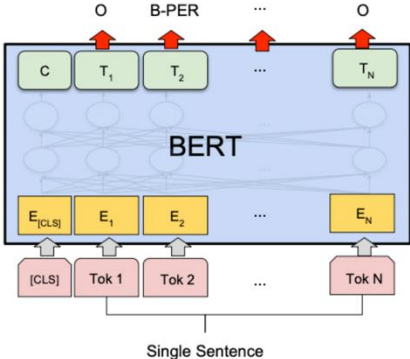 O B-PER ... O
C T1 T2 ... TN
...
BERT
...
E[CLS] E1 E2 ... EN
[CLS] Tok 1 Tok 2 ... Tok N
Single Sentence